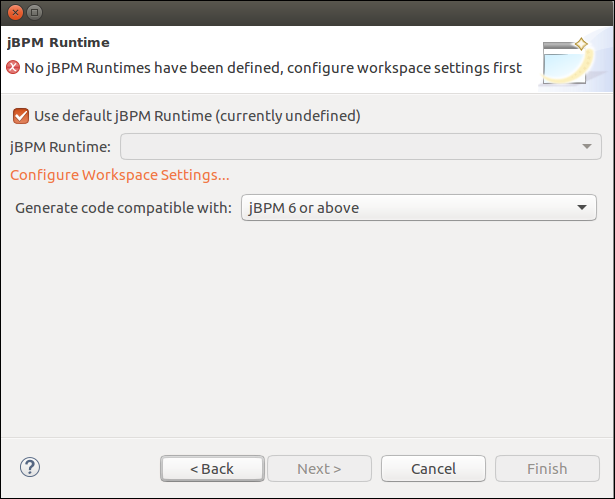 jBPM Runtime
No jBPM Runtimes have been defined, configure workspace settings first
Use default jBPM Runtime (currently undefined)
jBPM Runtime:
Configure Workspace Settings...
Generate code compatible with: jBPM 6 or above
? < Back Next > Cancel Finish